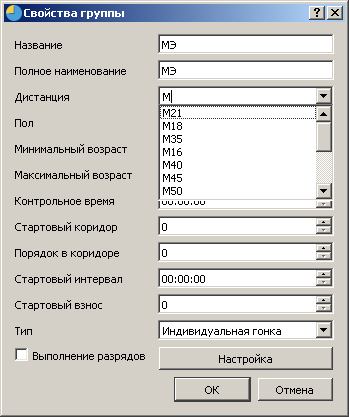 Свойства группы
Название МЭ
Полное наименование МЭ
Дистанция М
М21
М18
М35
М16
М40
М45
М50
Пол
Минимальный возраст
Максимальный возраст
Контрольное время 00:00:00
Стартовый коридор 0
Порядок в коридоре 0
Стартовый интервал 00:00:00
Стартовый взнос 0
Тип Индивидуальная гонка
Выполнение разрядов Настройка
ОК Отмена